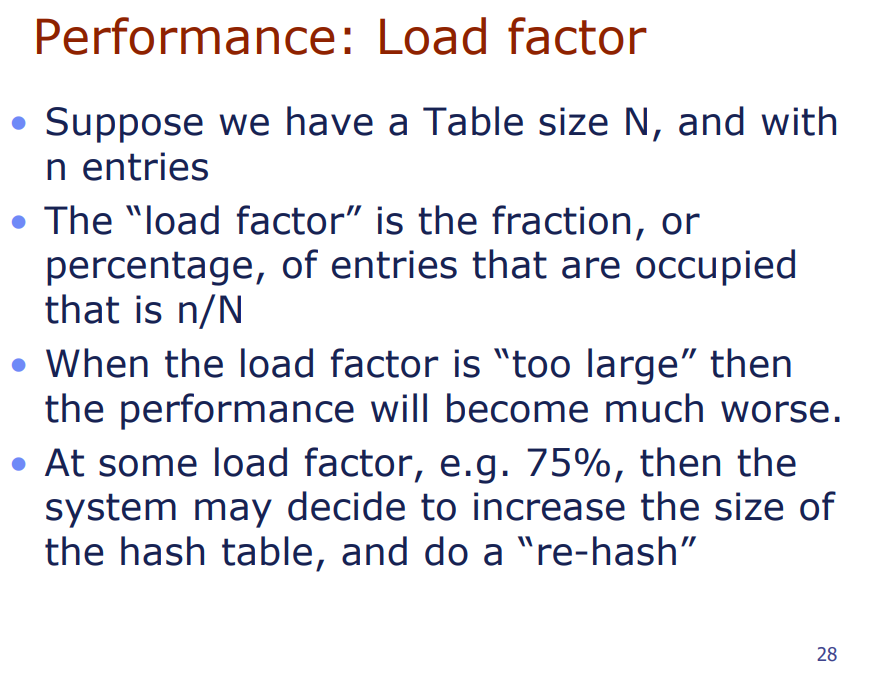 Performance: Load factor
• Suppose we have a Table size N, and with
n entries
• The “load factor” is the fraction, or
percentage, of entries that are occupied
that is n/N
• When the load factor is “too large” then
the performance will become much worse.
• At some load factor, e.g. 75%, then the
system may decide to increase the size of
the hash table, and do a “re-hash”
28